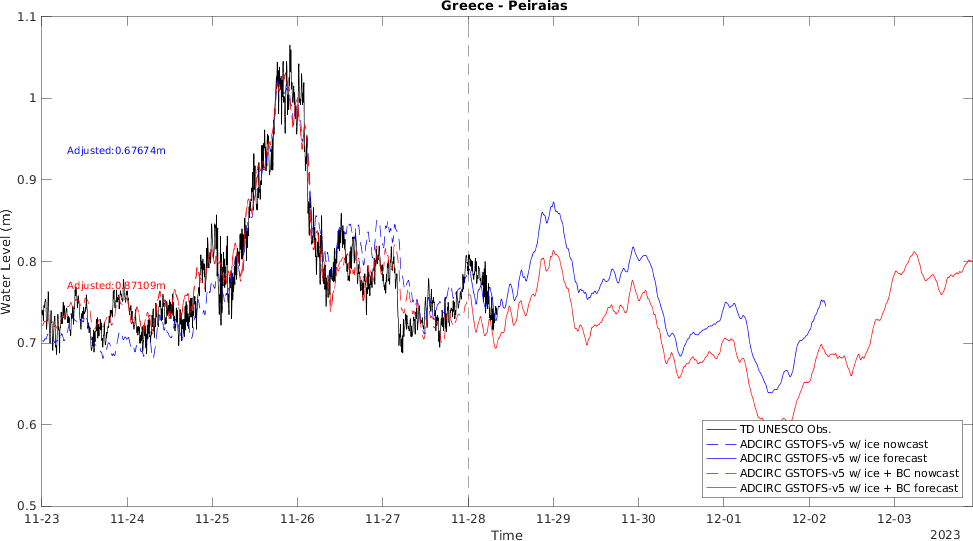 Greece - Peiraias
1.1
1
0.9
0.8
0.7
0.6
0.5
Water Level (m)
Adjusted:0.67674m
Adjusted:0.87109m
TD UNESCO Obs.
ADCIRC GSTOFS-v5 w/ ice nowcast
ADCIRC GSTOFS-v5 w/ ice forecast
ADCIRC GSTOFS-v5 w/ ice + BC nowcast
ADCIRC GSTOFS-v5 w/ ice + BC forecast
11-23 11-24 11-25 11-26 11-27 11-28 11-29 11-30 12-01 12-02 12-03
Time
2023